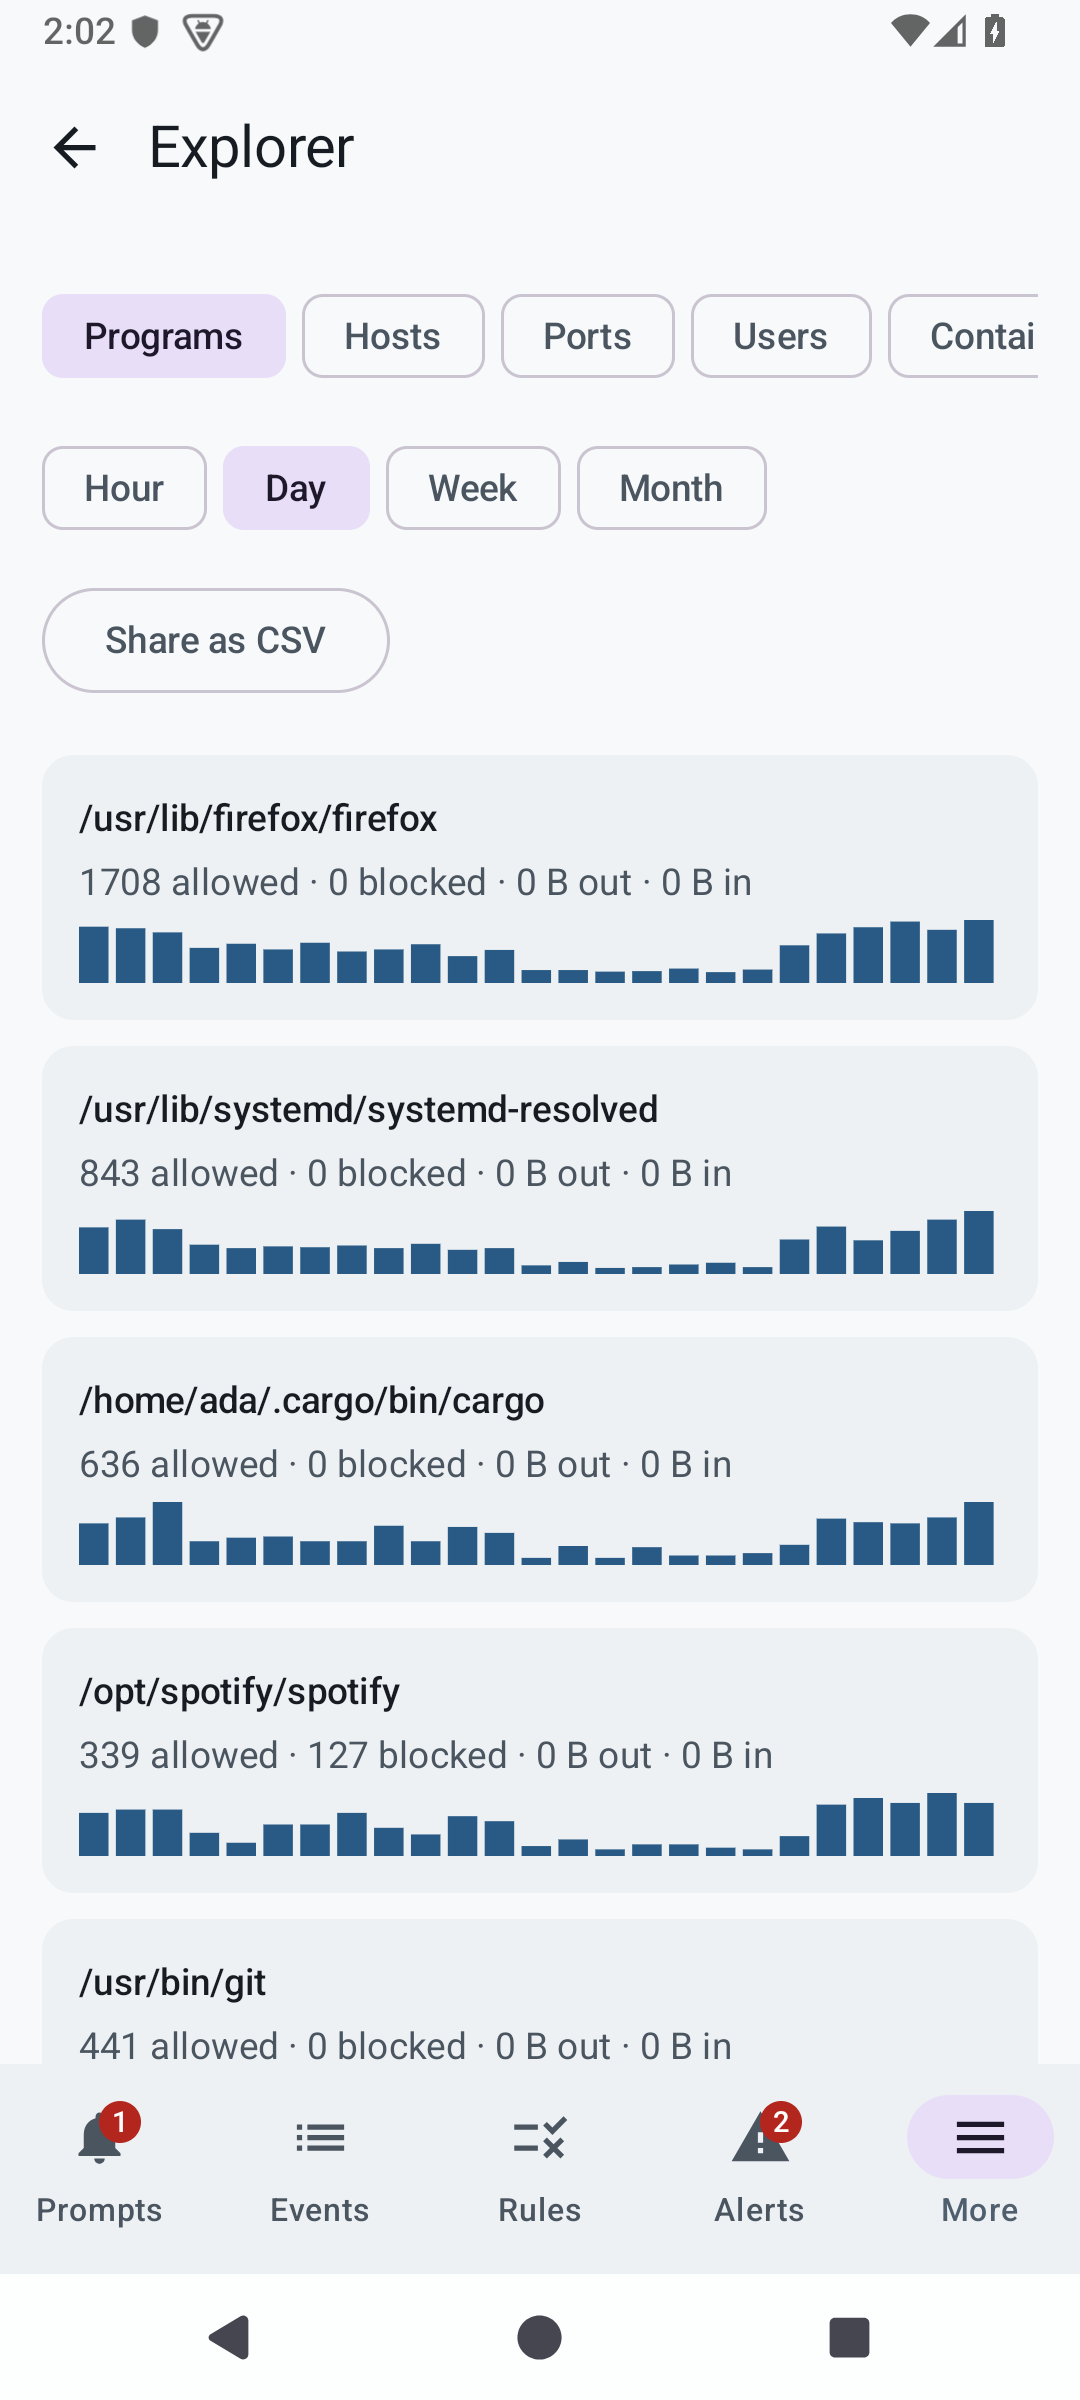 2:02
Explorer
Programs Hosts Ports Users Contai
Hour Day Week Month
Share as CSV
/usr/lib/firefox/firefox
1708 allowed · 0 blocked · 0 B out · 0 B in
/usr/lib/systemd/systemd-resolved
843 allowed · 0 blocked · 0 B out · 0 B in
/home/ada/.cargo/bin/cargo
636 allowed · 0 blocked · 0 B out · 0 B in
/opt/spotify/spotify
339 allowed · 127 blocked · 0 B out · 0 B in
/usr/bin/git
441 allowed · 0 blocked · 0 B out · 0 B in
1 2
Prompts Events Rules Alerts More